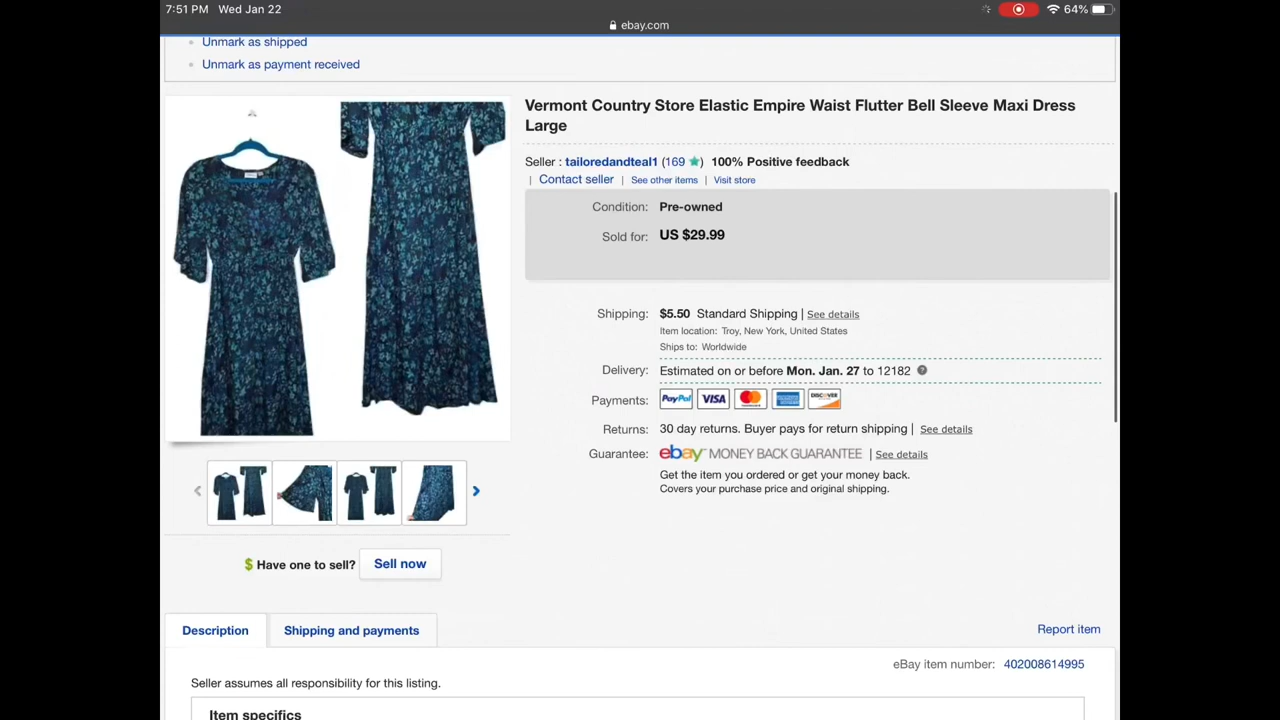 7:51 PM Wed Jan 22
64%
ebay.com
Unmark as shipped
Unmark as payment received
Vermont Country Store Elastic Empire Waist Flutter Bell Sleeve Maxi Dress
Large
Seller : tailoredandteal1 (169 ) 100% Positive feedback
| Contact seller | See other items | Visit store
Condition: Pre-owned
Sold for: US $29.99
Shipping: $5.50 Standard Shipping | See details
Item location: Troy, New York, United States
Ships to: Worldwide
Delivery: Estimated on or before Mon. Jan. 27 to 12182 ?
Payments: PayPal VISA MasterCard DISCOVER
Returns: 30 day returns. Buyer pays for return shipping | See details
Guarantee: ebay MONEY BACK GUARANTEE | See details
Get the item you ordered or get your money back.
Covers your purchase price and original shipping.
$ Have one to sell? Sell now
Description Shipping and payments Report item
eBay item number: 402008614995
Seller assumes all responsibility for this listing.
Item specifics